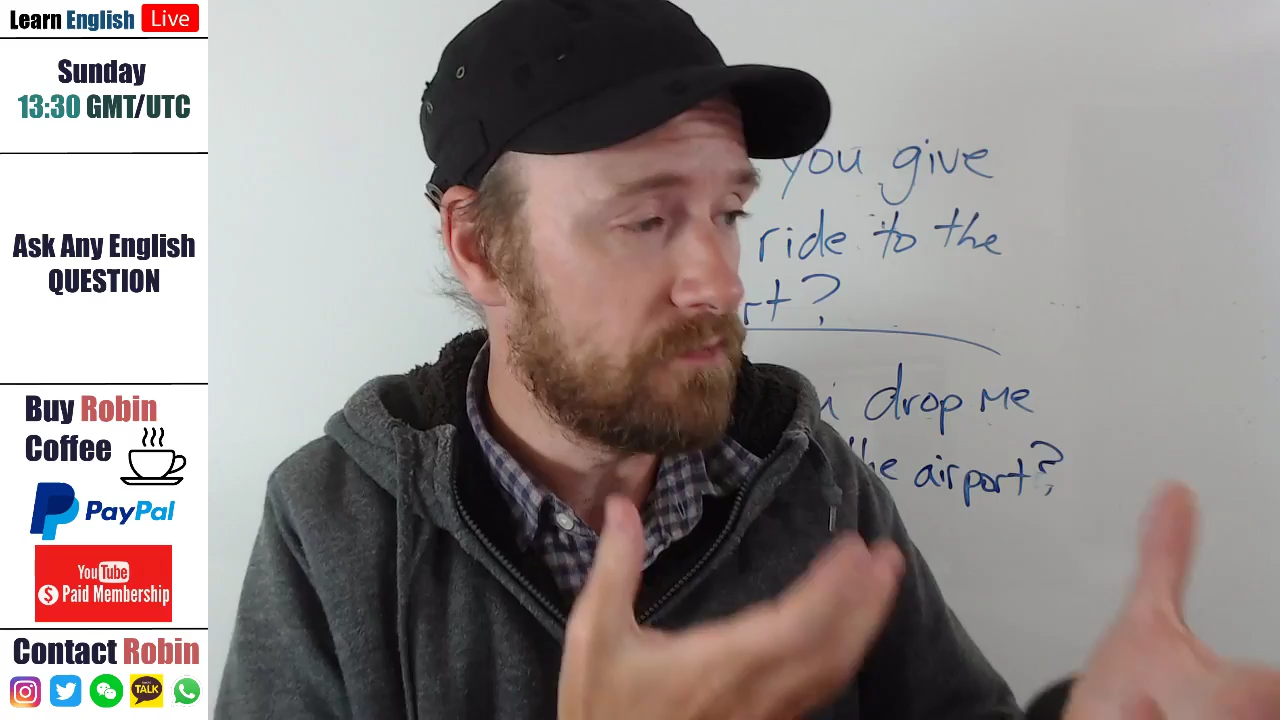 Learn English Live
Sunday
13:30 GMT/UTC
Ask Any English
QUESTION
Buy Robin
Coffee
PayPal
YouTube
$ Paid Membership
Contact Robin
TALK
you give
ride to the
rt?
drop me
the airport?